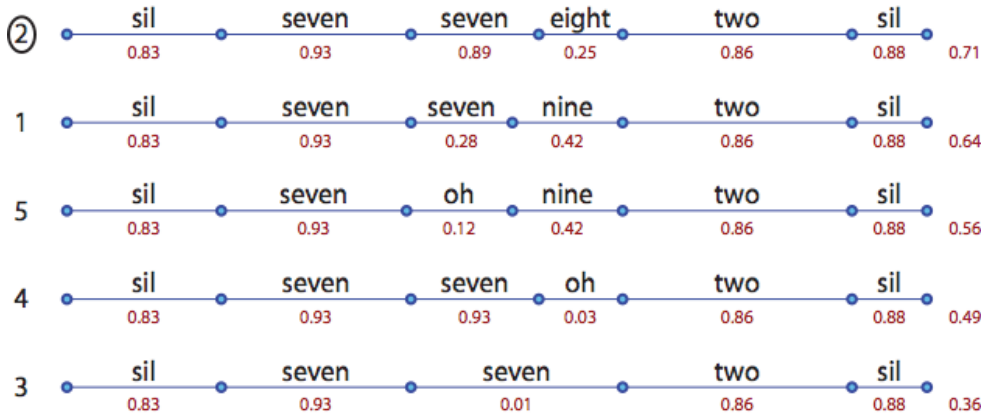 sil seven seven eight two sil
② 0.83 0.93 0.89 0.25 0.86 0.88 0.71
sil seven seven nine two sil
1 0.83 0.93 0.28 0.42 0.86 0.88 0.64
sil seven oh nine two sil
5 0.83 0.93 0.12 0.42 0.86 0.88 0.56
sil seven seven oh two sil
4 0.83 0.93 0.93 0.03 0.86 0.88 0.49
sil seven seven two sil
3 0.83 0.93 0.01 0.86 0.88 0.36